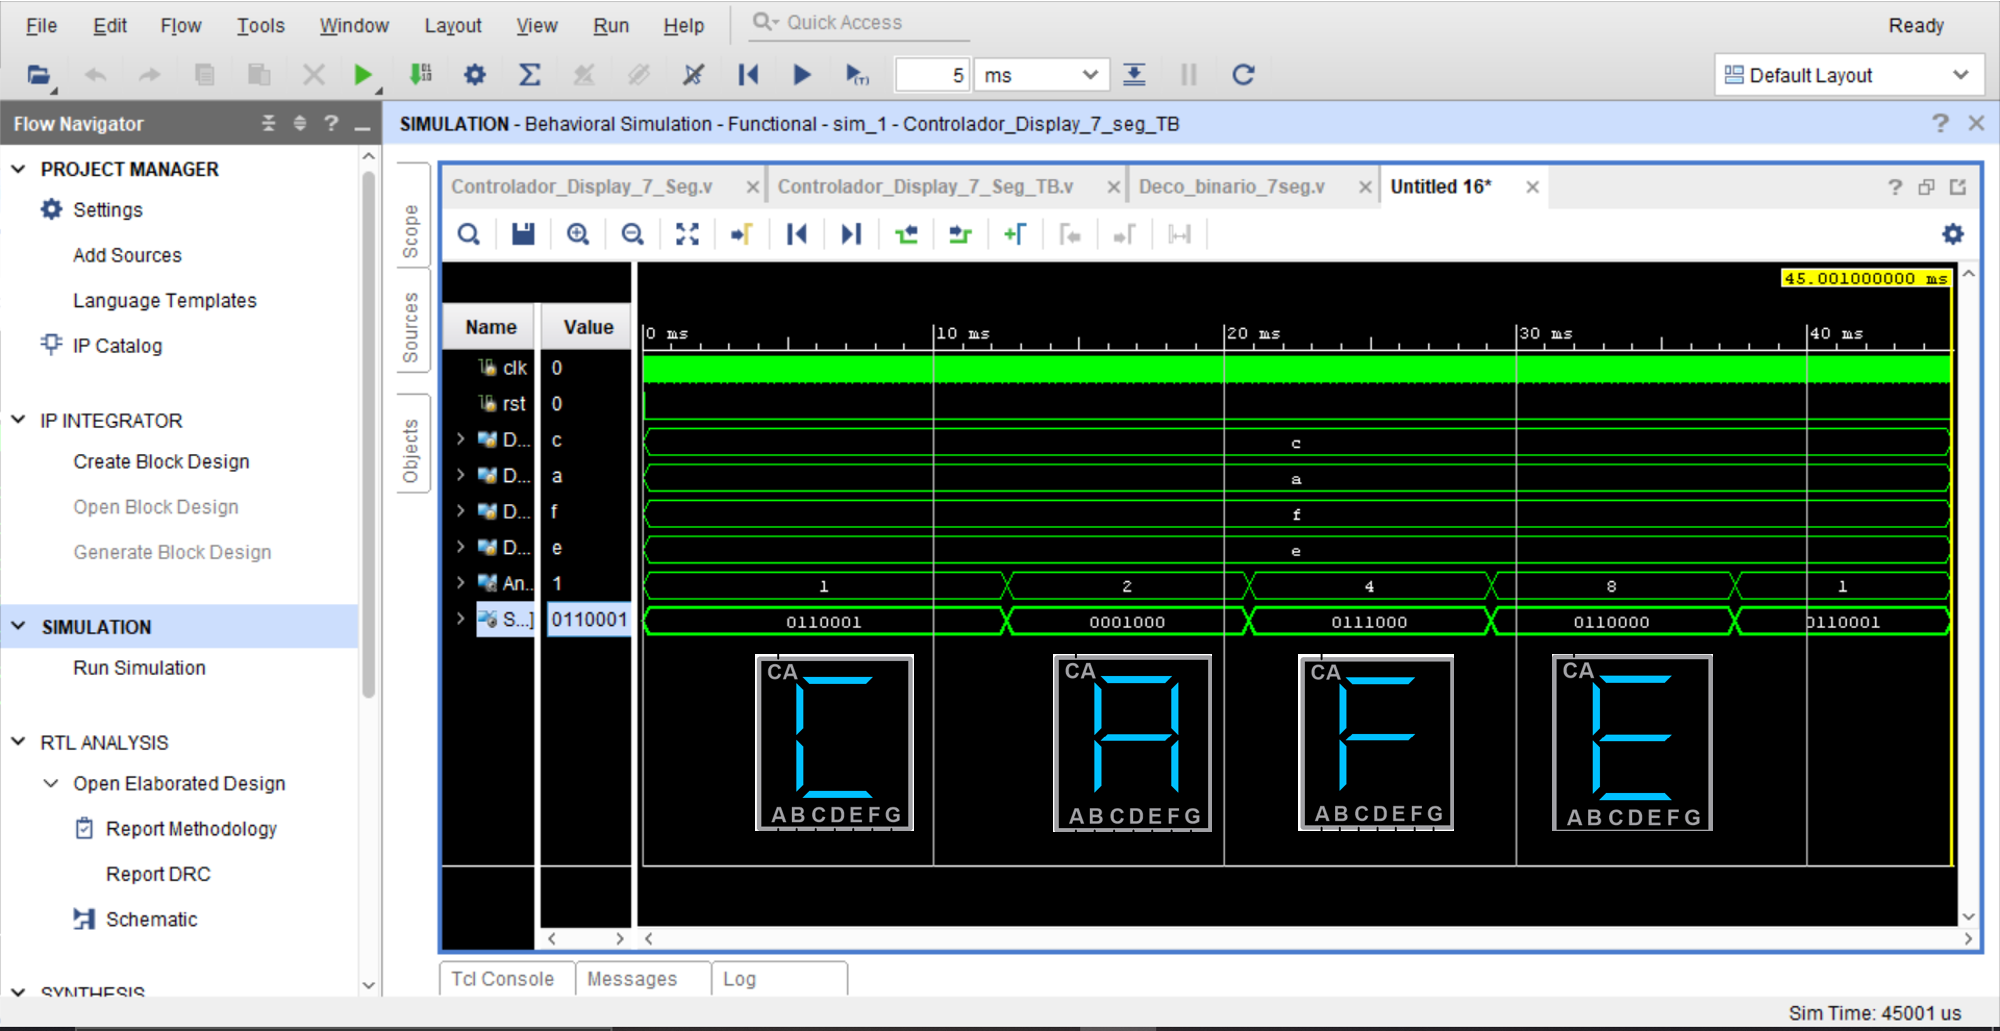 File Edit Flow Tools Window Layout View Run Help Quick Access Ready
5 ms Default Layout
Flow Navigator
SIMULATION - Behavioral Simulation - Functional - sim_1 - Controlador_Display_7_seg_TB
PROJECT MANAGER
Settings
Add Sources
Language Templates
IP Catalog
IP INTEGRATOR
Create Block Design
Open Block Design
Generate Block Design
SIMULATION
Run Simulation
RTL ANALYSIS
Open Elaborated Design
Report Methodology
Report DRC
Schematic
SYNTHESIS
Scope
Sources
Objects
Controlador_Display_7_Seg.v Controlador_Display_7_Seg_TB.v Deco_binario_7seg.v Untitled 16*
45.001000000 ms
Name Value
0 ms 10 ms 20 ms 30 ms 40 ms
clk 0
rst 0
D... c c
D... a a
D... f f
D... e e
An... 1 1 2 4 8 1
S...] 0110001 0110001 0001000 0111000 0110000 0110001
CA CA CA CA
C A F E
ABCDEFG ABCDEFG ABCDEFG ABCDEFG
Tcl Console Messages Log
Sim Time: 45001 us